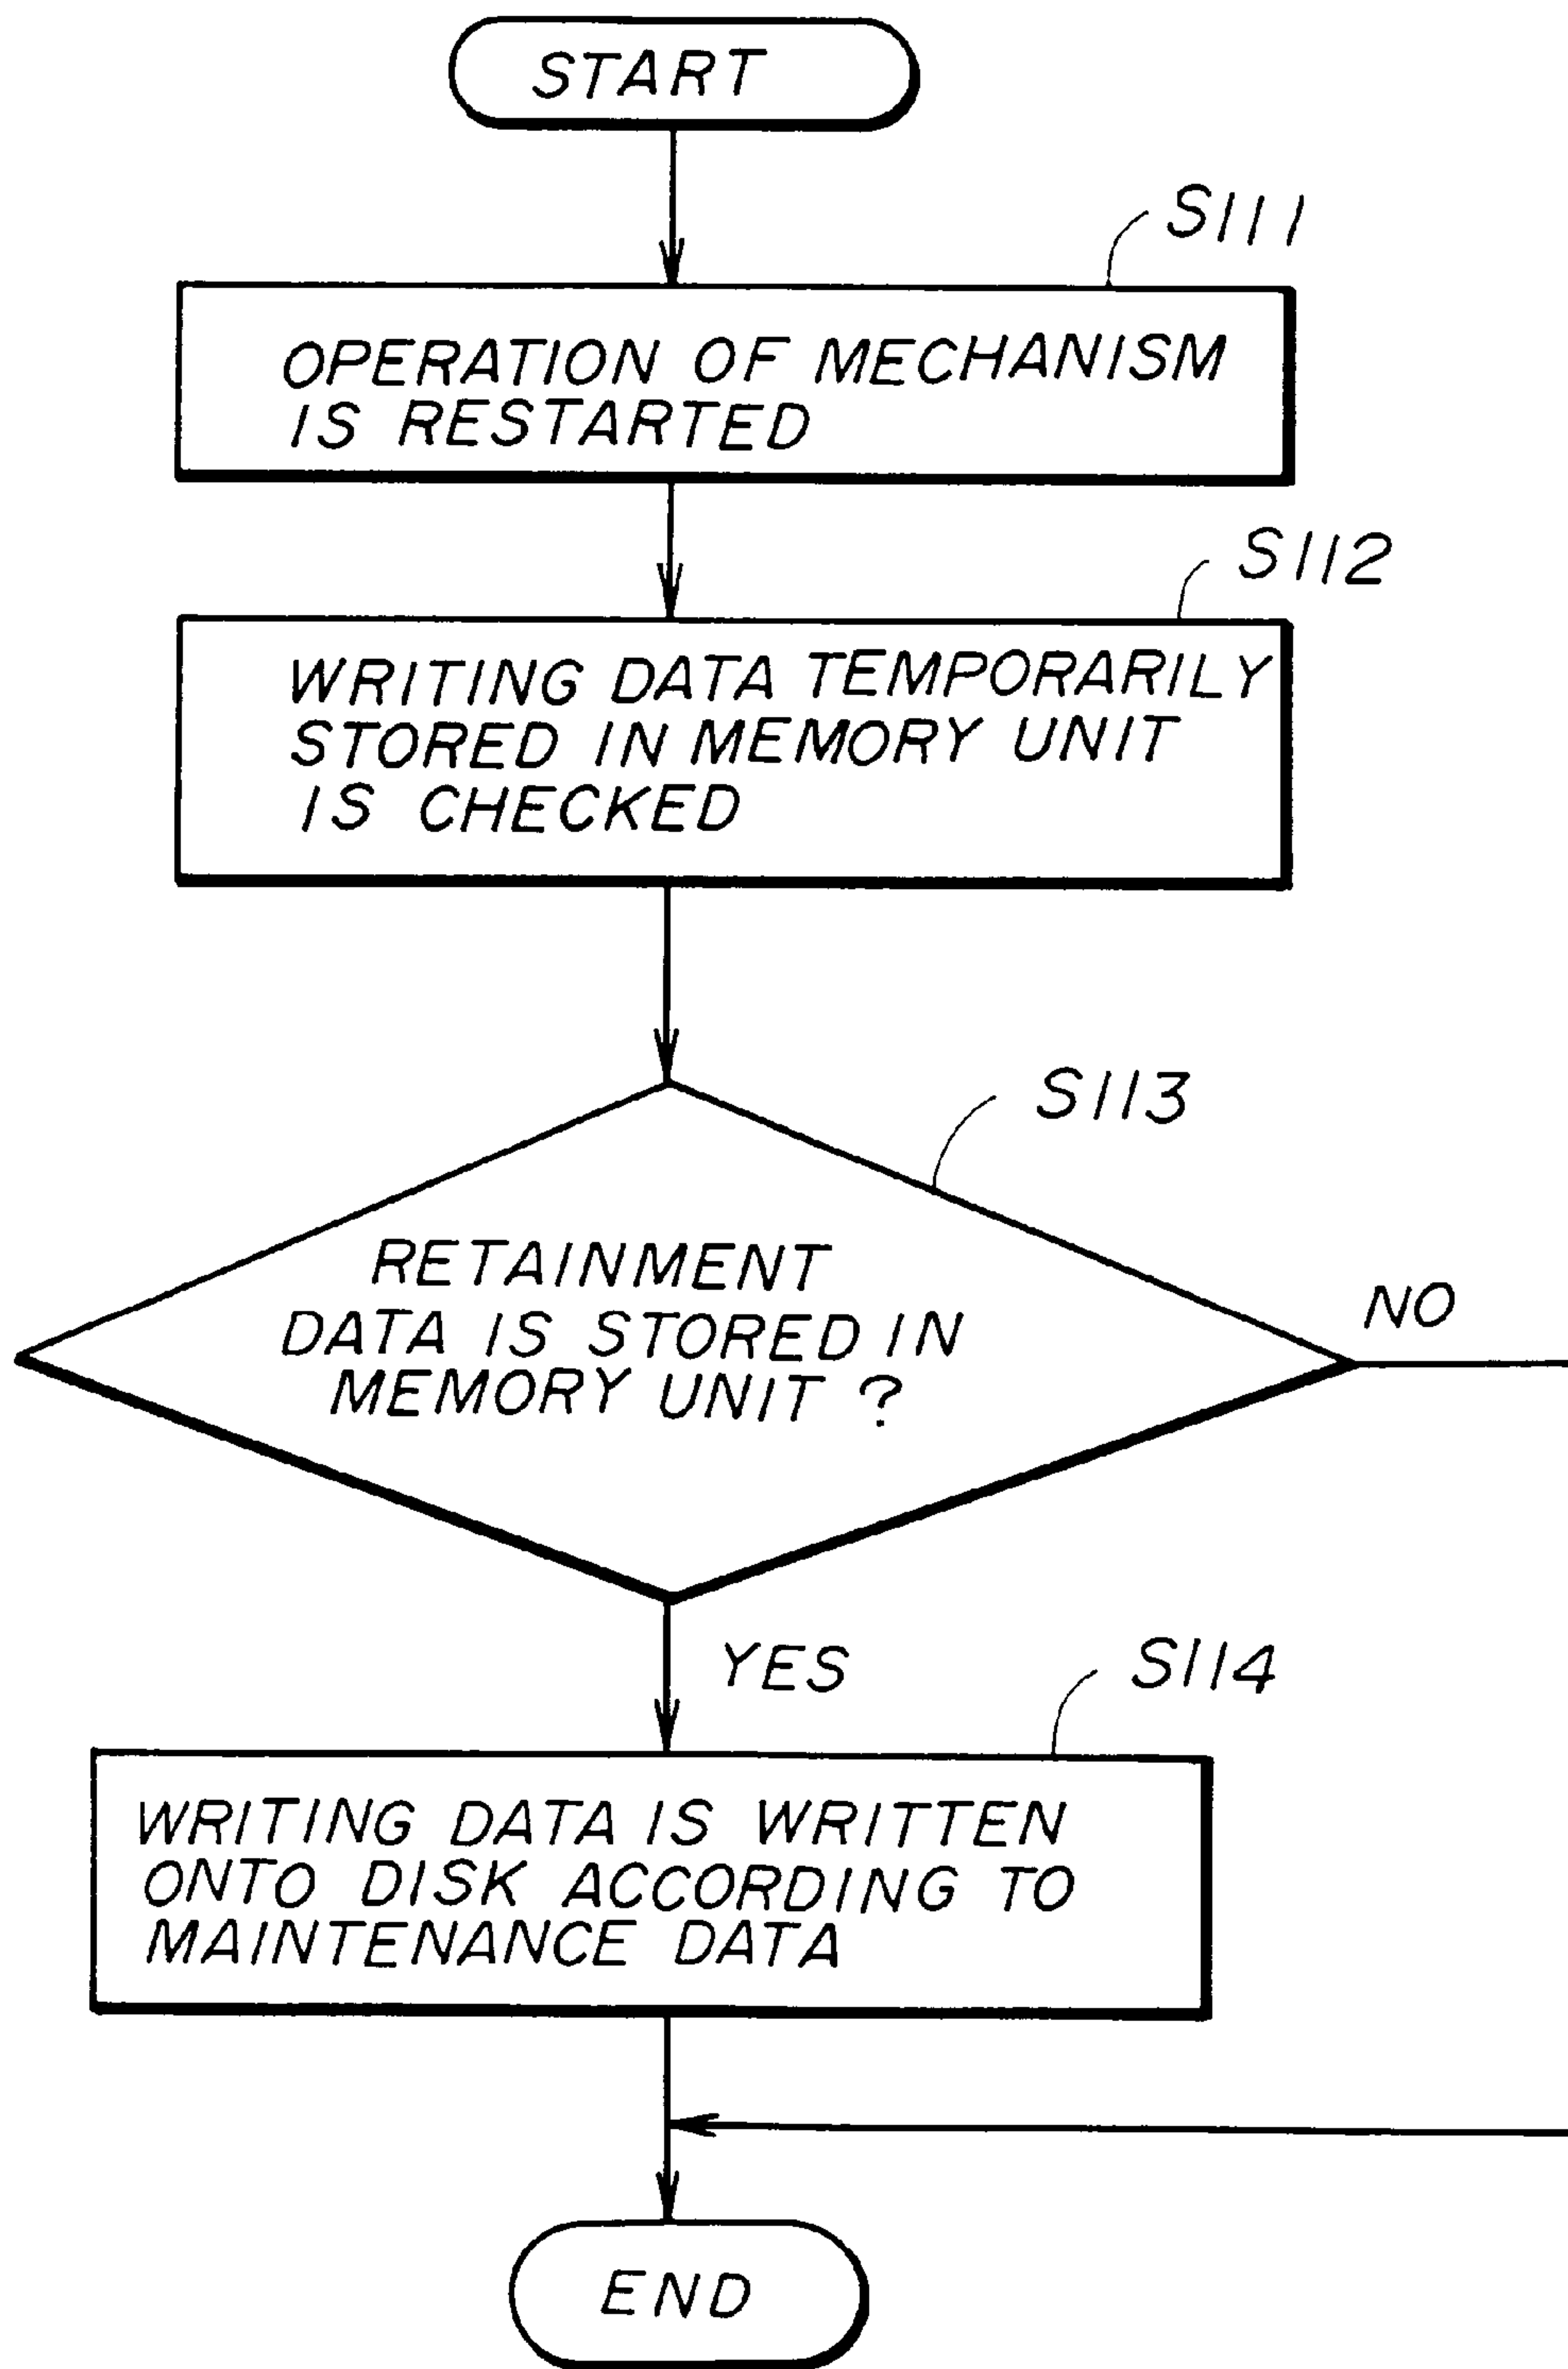 START
S111
OPERATION OF MECHANISM
IS RESTARTED
S112
WRITING DATA TEMPORARILY
STORED IN MEMORY UNIT
IS CHECKED
S113
RETAINMENT
DATA IS STORED IN
MEMORY UNIT ?
NO
YES
S114
WRITING DATA IS WRITTEN
ONTO DISK ACCORDING TO
MAINTENANCE DATA
END